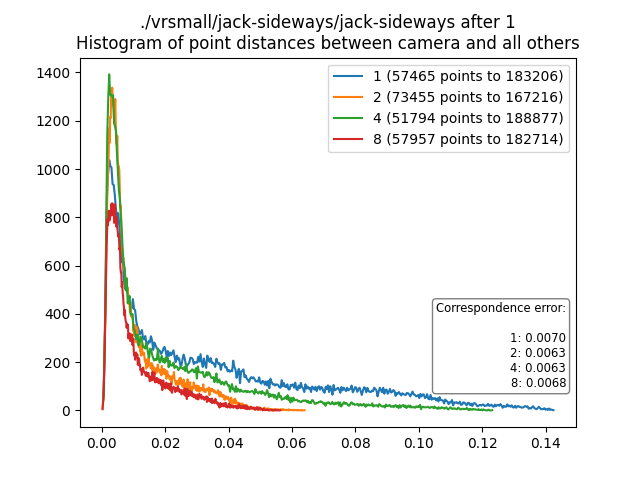 ./vrsmall/jack-sideways/jack-sideways after 1
Histogram of point distances between camera and all others
1 (57465 points to 183206)
2 (73455 points to 167216)
4 (51794 points to 188877)
8 (57957 points to 182714)
1400
1200
1000
800
600
400
200
0
Correspondence error:
1: 0.0070
2: 0.0063
4: 0.0063
8: 0.0068
0.00 0.02 0.04 0.06 0.08 0.10 0.12 0.14